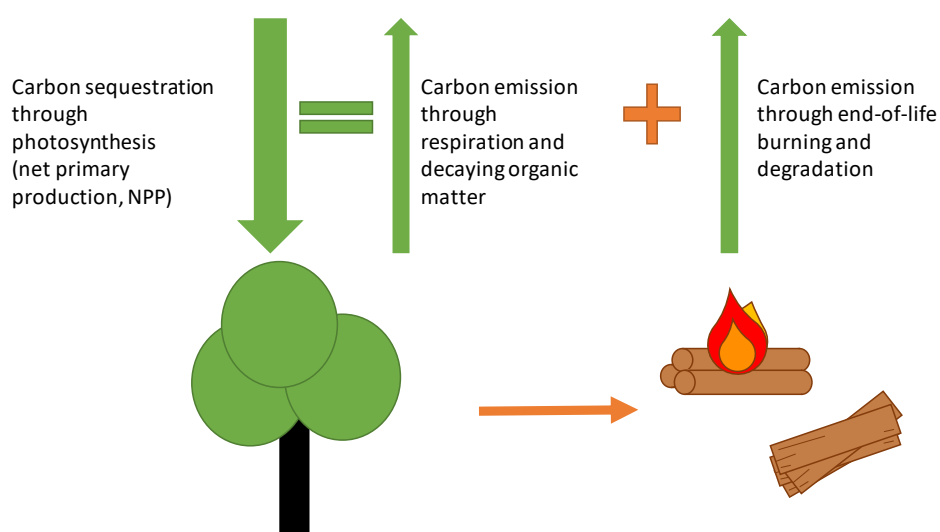 Carbon sequestration
through
photosynthesis
(net primary
production, NPP)
Carbon emission
through
respiration and
decaying organic
matter
Carbon emission
through end-of-life
burning and
degradation